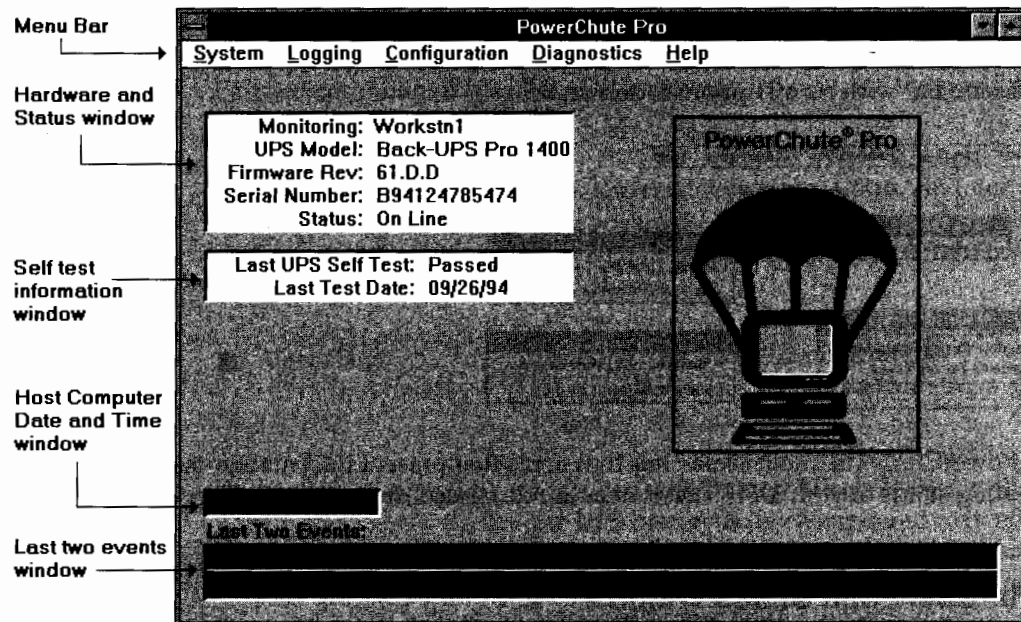 Menu Bar
PowerChute Pro
System Logging Configuration Diagnostics Help
Hardware and
Status window
Monitoring: Workstn1
UPS Model: Back-UPS Pro 1400
Firmware Rev: 61.D.D
Serial Number: B94124785474
Status: On Line
PowerChute® Pro
Self test
information
window
Last UPS Self Test: Passed
Last Test Date: 09/26/94
Host Computer
Date and Time
window
Last Two Events:
Last two events
window